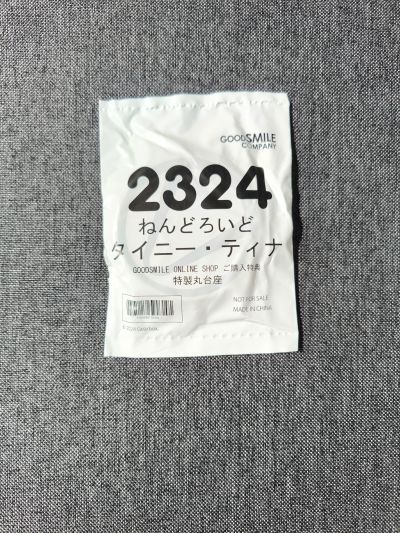 GOODSMILE
COMPANY
2324
ねんどろいど
タイニー・ティナ
GOODSMILE ONLINE SHOP ご購入特典
特製丸台座
NOT FOR SALE
MADE IN CHINA